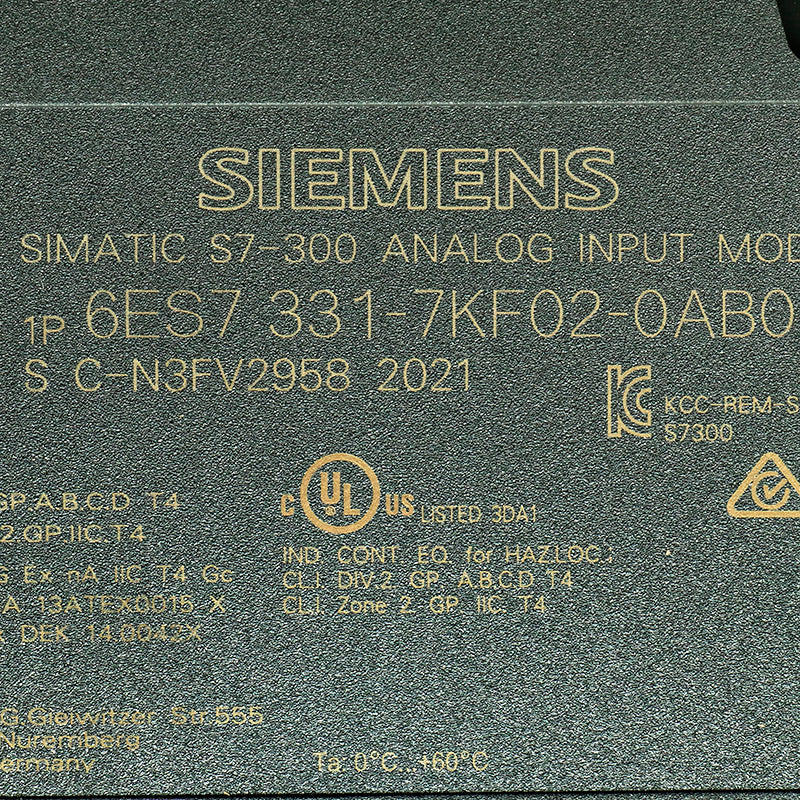 SIEMENS
SIMATIC S7-300 ANALOG INPUT MOD
1P 6ES7 331-7KF02-0AB0
S C-N3FV2958 2021
KCC-REM-S
S7300
GP.A.B.C.D T4
2.GP.IIC.T4
G Ex nA IIC T4 Gc
A 13ATEX0015 X
x DEK 14.0042X
C UL US LISTED 3DA1
IND. CONT. EQ. for HAZ.LOC.:
CL.I. DIV.2 GP. A.B.C.D T4
CL.I. Zone 2. GP. IIC. T4
G.Gleiwitzer Str.555
Nuremberg
ermany
Ta 0°C...+60°C